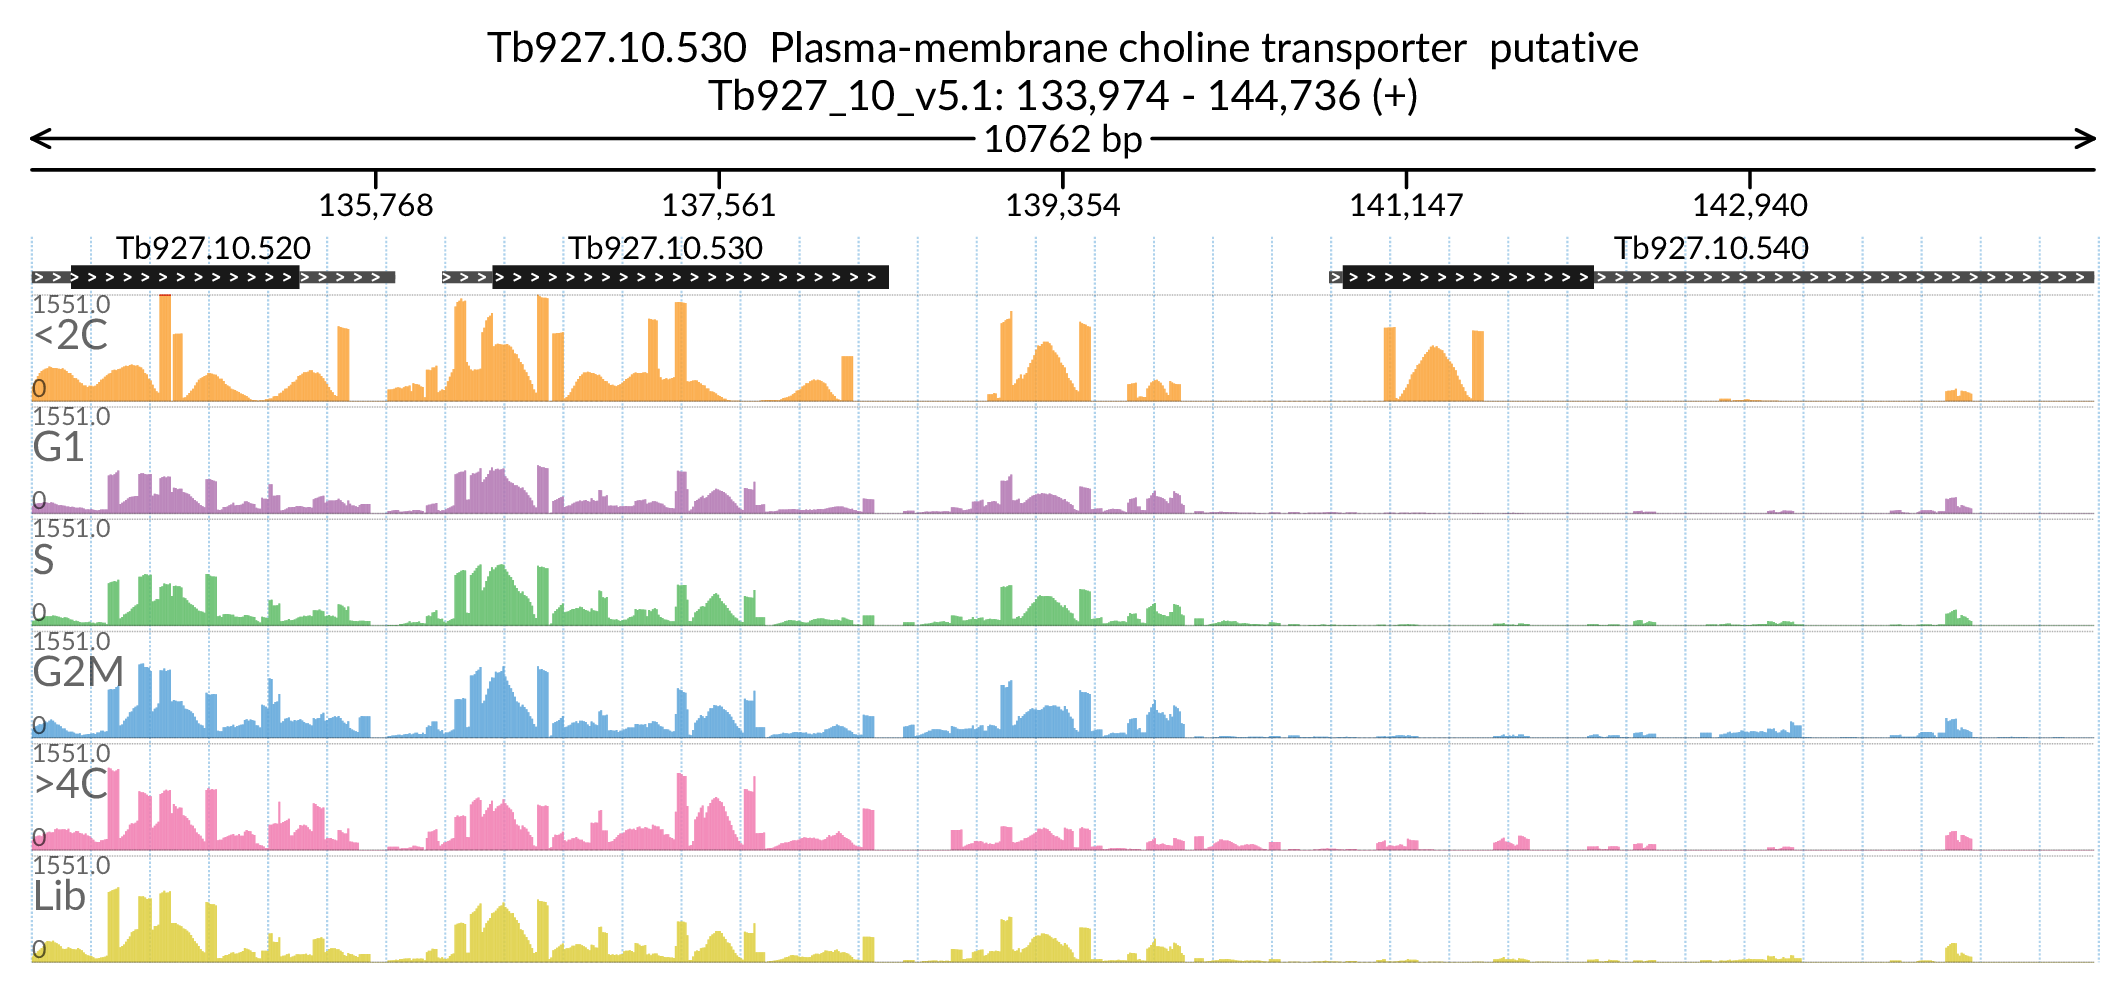 Tb927.10.530 Plasma-membrane choline transporter putative
Tb927_10_v5.1: 133,974 - 144,736 (+)
10762 bp
135,768 137,561 139,354 141,147 142,940
Tb927.10.520 Tb927.10.530 Tb927.10.540
1551.0
<2C
0
1551.0
G1
0
1551.0
S
0
1551.0
G2M
0
1551.0
>4C
0
1551.0
Lib
0